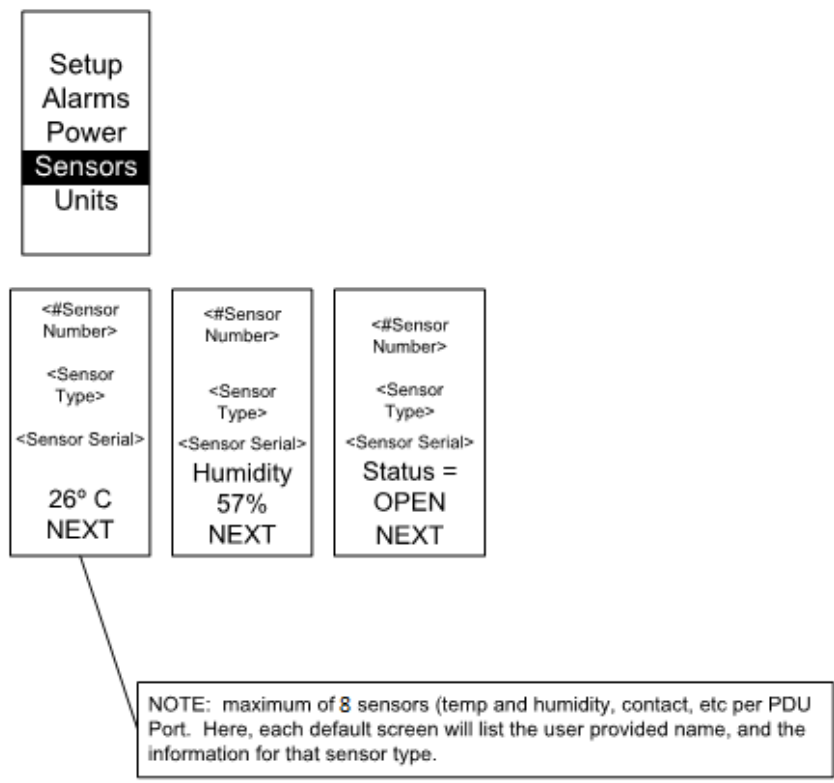 Setup
Alarms
Power
Sensors
Units
<#Sensor
Number>
<Sensor
Type>
<Sensor Serial>
26º C
NEXT
<#Sensor
Number>
<Sensor
Type>
<Sensor Serial>
Humidity
57%
NEXT
<#Sensor
Number>
<Sensor
Type>
<Sensor Serial>
Status =
OPEN
NEXT
NOTE:  maximum of 8 sensors (temp and humidity, contact, etc per PDU
Port.  Here, each default screen will list the user provided name, and the
information for that sensor type.